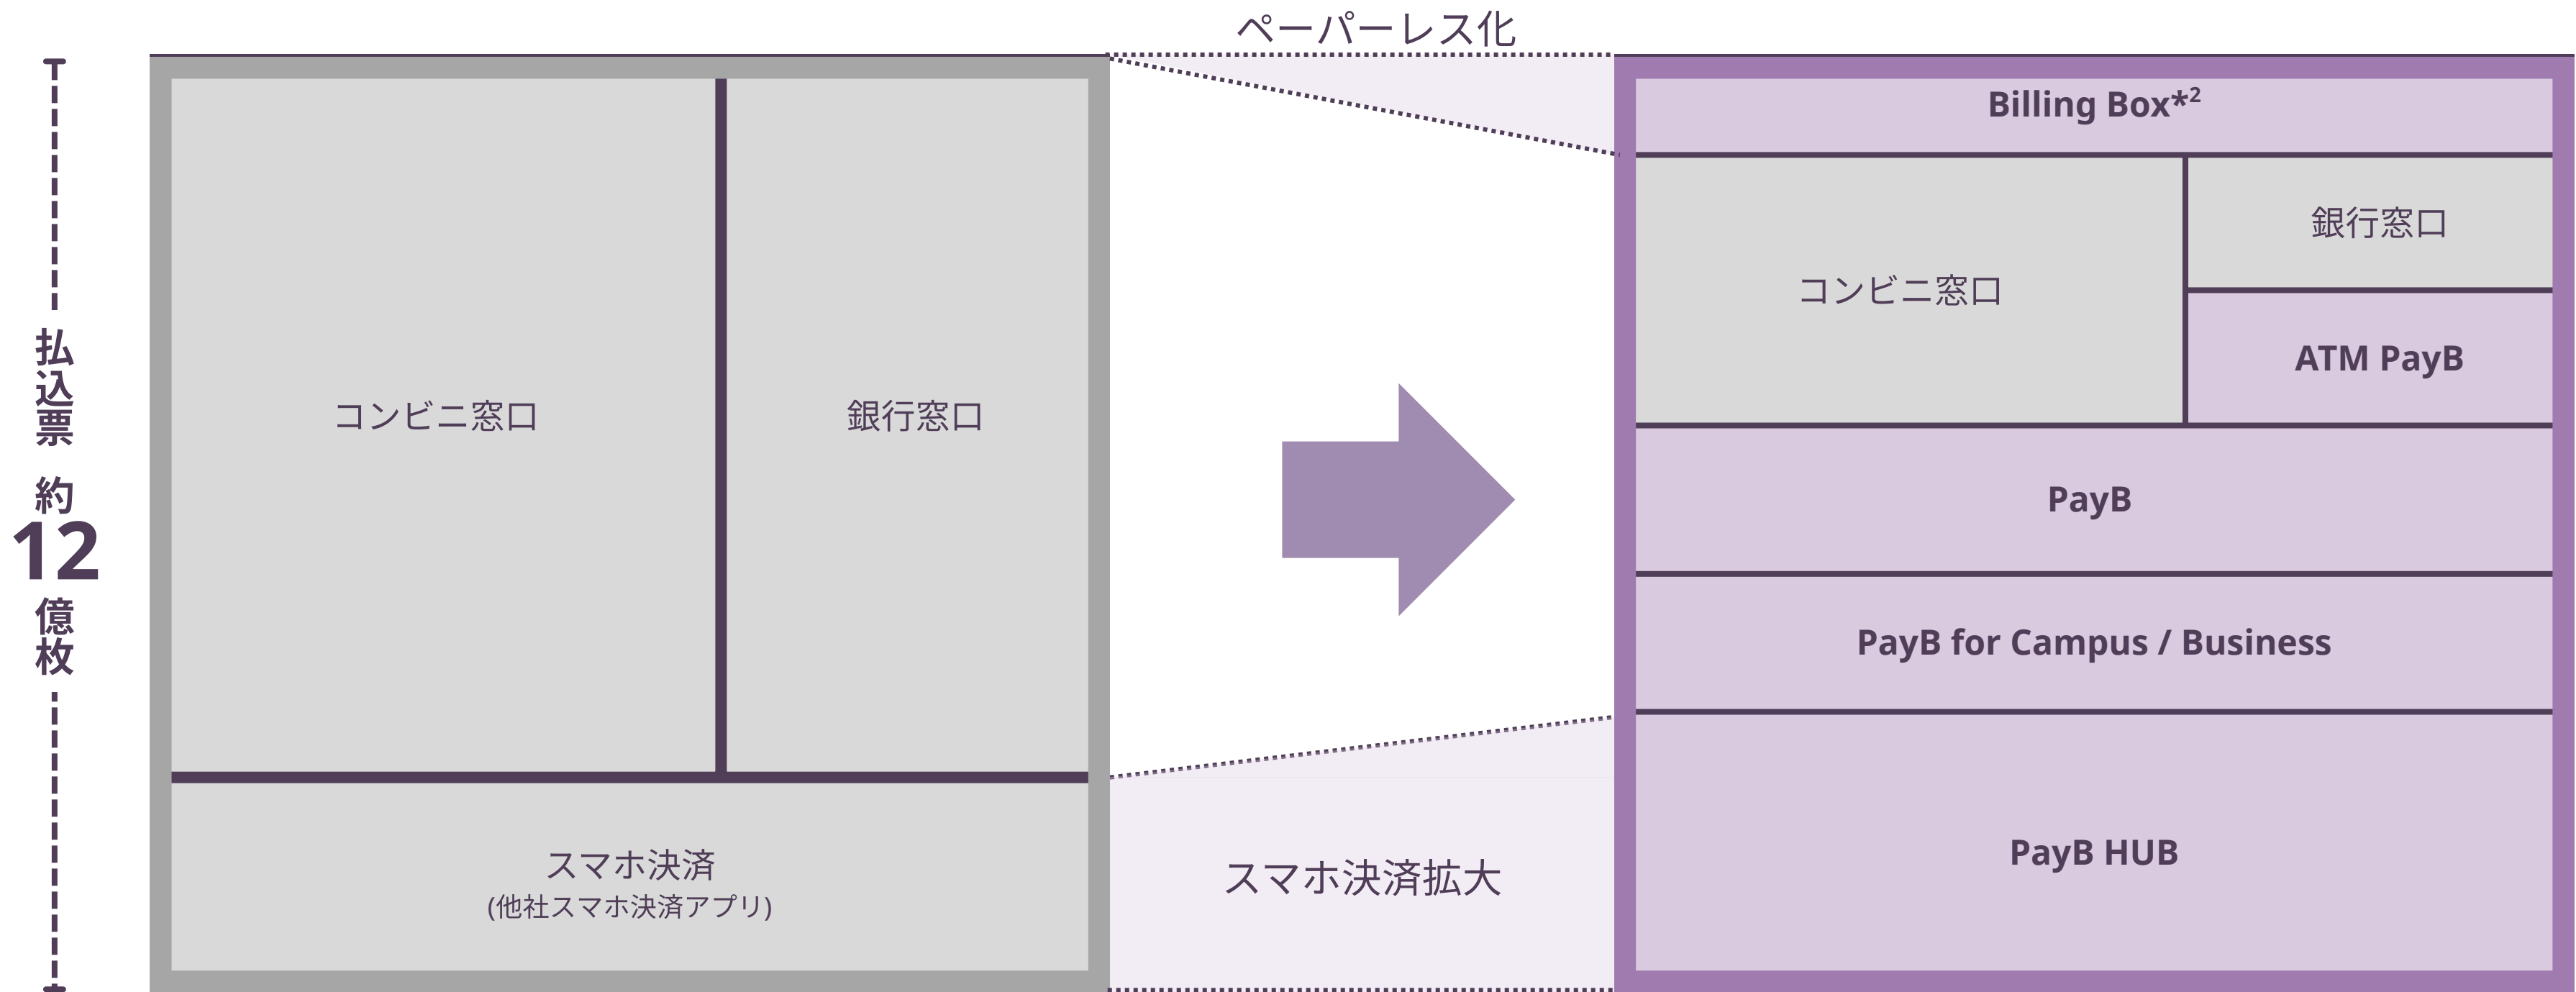 ペーパーレス化
払込票 約
12
億枚
コンビニ窓口
銀行窓口
スマホ決済
(他社スマホ決済アプリ)
スマホ決済拡大
Billing Box*²
コンビニ窓口
銀行窓口
ATM PayB
PayB
PayB for Campus / Business
PayB HUB